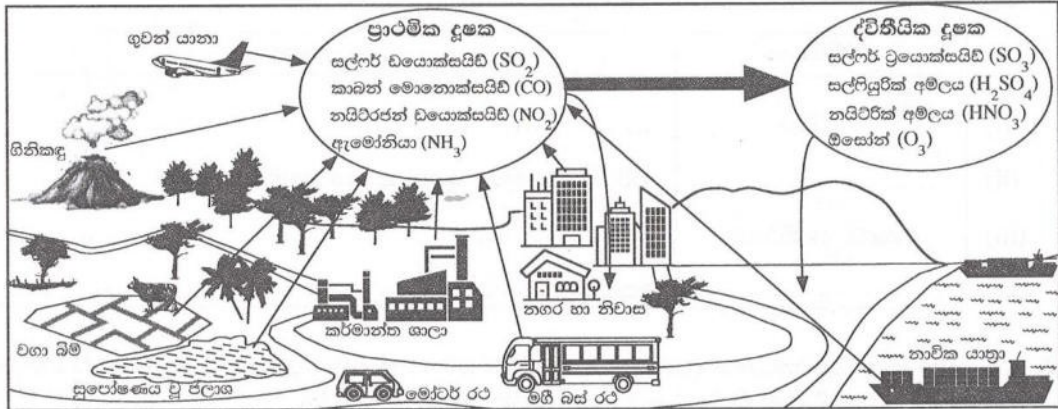 ගුවන් යානා
ගිනිකඳු
ප්‍රාථමික දූෂක
සල්ෆර් ඩයොක්සයිඩ් (SO₂)
කාබන් මොනොක්සයිඩ් (CO)
නයිට්රජන් ඩයොක්සයිඩ් (NO₂)
ඇමෝනියා (NH₃)
ද්විතීයික දූෂක
සල්ෆර් ට්‍රයොක්සයිඩ් (SO₃)
සල්ෆියුරික් අම්ලය (H₂SO₄)
නයිට්රික් අම්ලය (HNO₃)
ඕසෝන් (O₃)
වගා බිම්
සුපෝෂණය වූ ජලාශ
කර්මාන්ත ශාලා
මෝටර් රථ
මගී බස් රථ
නගර හා නිවාස
නාවික යාත්‍රා